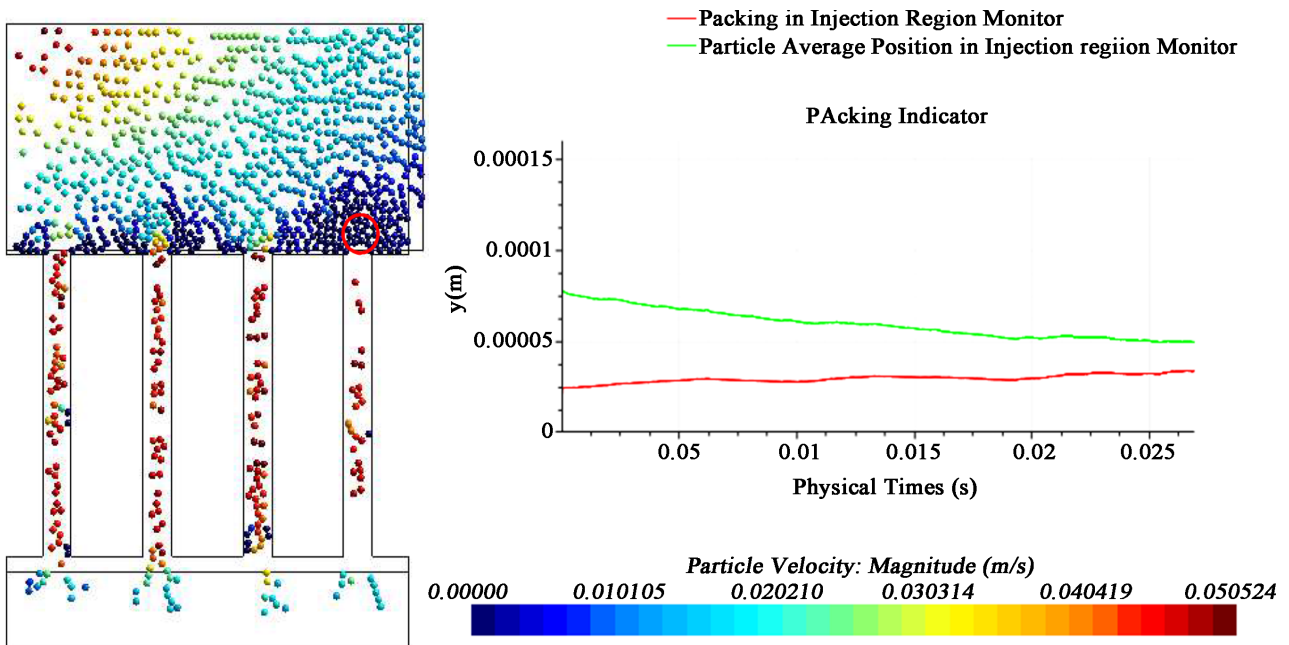 Packing in Injection Region Monitor
Particle Average Position in Injection regiion Monitor
PAcking Indicator
0.00015
0.0001
0.00005
0
y(m)
0.05 0.01 0.015 0.02 0.025
Physical Times (s)
Particle Velocity: Magnitude (m/s)
0.00000 0.010105 0.020210 0.030314 0.040419 0.050524